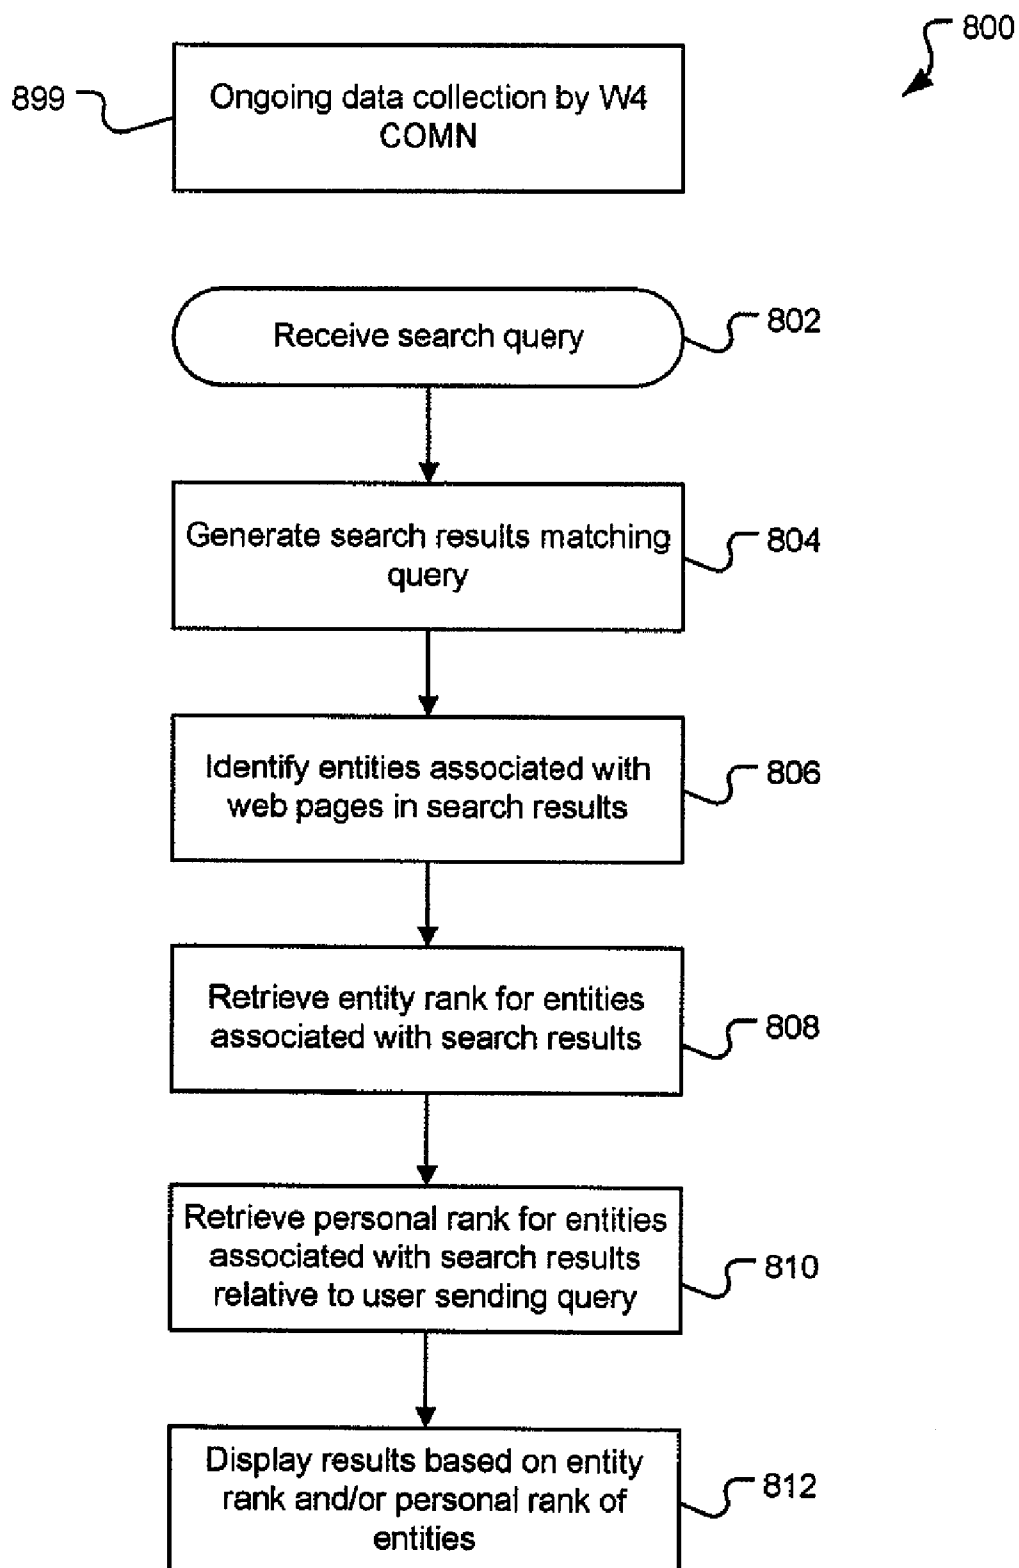 800
899
Ongoing data collection by W4
COMN
Receive search query
802
Generate search results matching
query
804
Identify entities associated with
web pages in search results
806
Retrieve entity rank for entities
associated with search results
808
Retrieve personal rank for entities
associated with search results
relative to user sending query
810
Display results based on entity
rank and/or personal rank of
entities
812